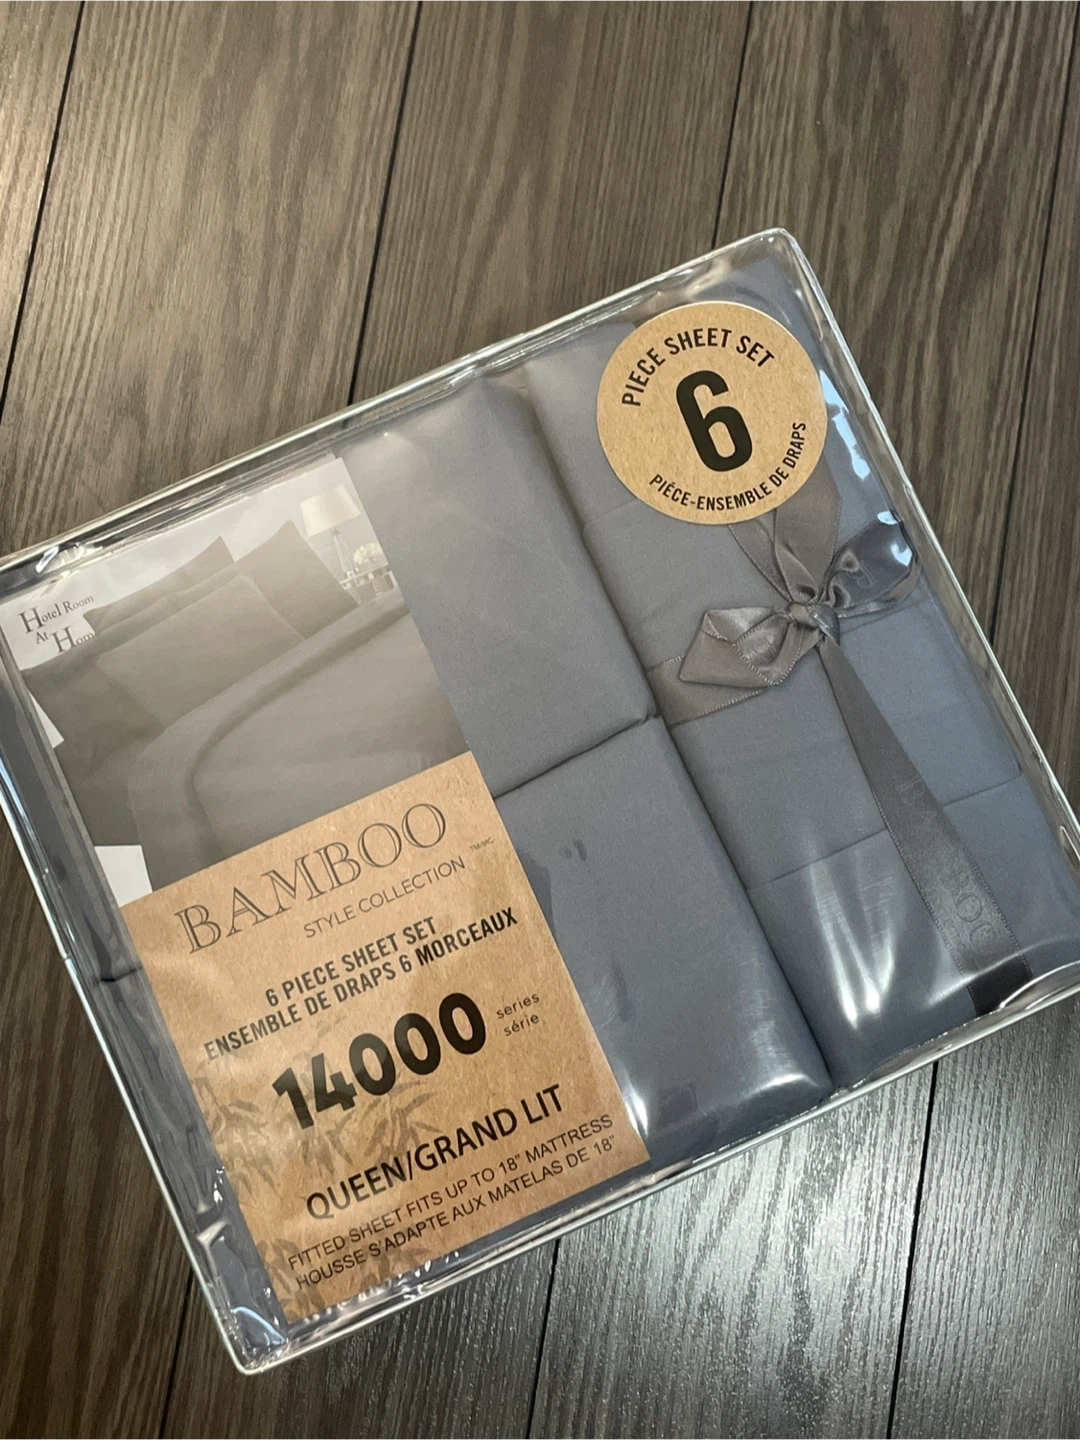 PIECE SHEET SET
6
PIÉCE-ENSEMBLE DE DRAPS
Hotel Room
At Hom
BAMBOO
STYLE COLLECTION TM/MC
6 PIECE SHEET SET
ENSEMBLE DE DRAPS 6 MORCEAUX
14000 series
série
QUEEN/GRAND LIT
FITTED SHEET FITS UP TO 18" MATTRESS
HOUSSE S'ADAPTE AUX MATELAS DE 18"